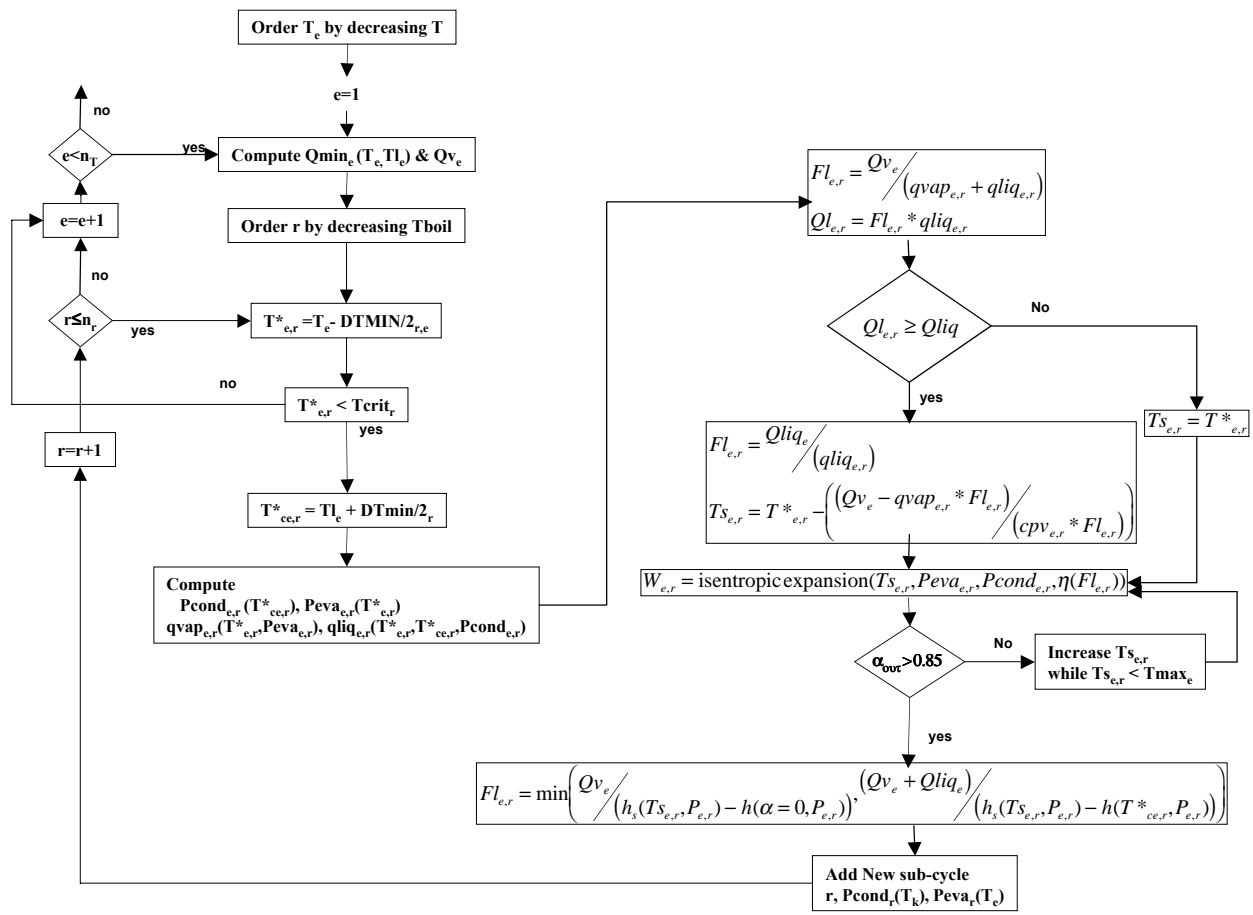 Order T_e by decreasing T
e=1
no
e<n_T
yes
Compute Qmin_e (T_e,Tl_e) & Qv_e
e=e+1
Order r by decreasing Tboil
no
r≤n_r
yes
T*_e,r =T_e- DTMIN/2_r,e
no
T*_e,r < Tcrit_r
yes
r=r+1
T*_ce,r = Tl_e + DTmin/2_r
Compute
Pcond_e,r (T*_ce,r), Peva_e,r(T*_e,r)
qvap_e,r(T*_e,r,Peva_e,r), qliq_e,r(T*_e,r,T*_ce,r,Pcond_e,r)
Fl_e,r = Qv_e/(qvap_e,r + qliq_e,r)
Ql_e,r = Fl_e,r * qliq_e,r
Ql_e,r ≥ Qliq
No
yes
Ts_e,r = T *_e,r
Fl_e,r = Qliq_e/(qliq_e,r)
Ts_e,r = T *_e,r − ((Qv_e − qvap_e,r * Fl_e,r)/(cpv_e,r * Fl_e,r))
W_e,r = isentropic expansion(Ts_e,r, Peva_e,r, Pcond_e,r, η(Fl_e,r))
α_out>0.85
No
Increase Ts_e,r
while Ts_e,r < Tmax_e
yes
Fl_e,r = min(Qv_e/(h_s(Ts_e,r, P_e,r) − h(α = 0, P_e,r)), (Qv_e + Qliq_e)/(h_s(Ts_e,r, P_e,r) − h(T *_ce,r, P_e,r)))
Add New sub-cycle
r, Pcond_r(T_k), Peva_r(T_e)